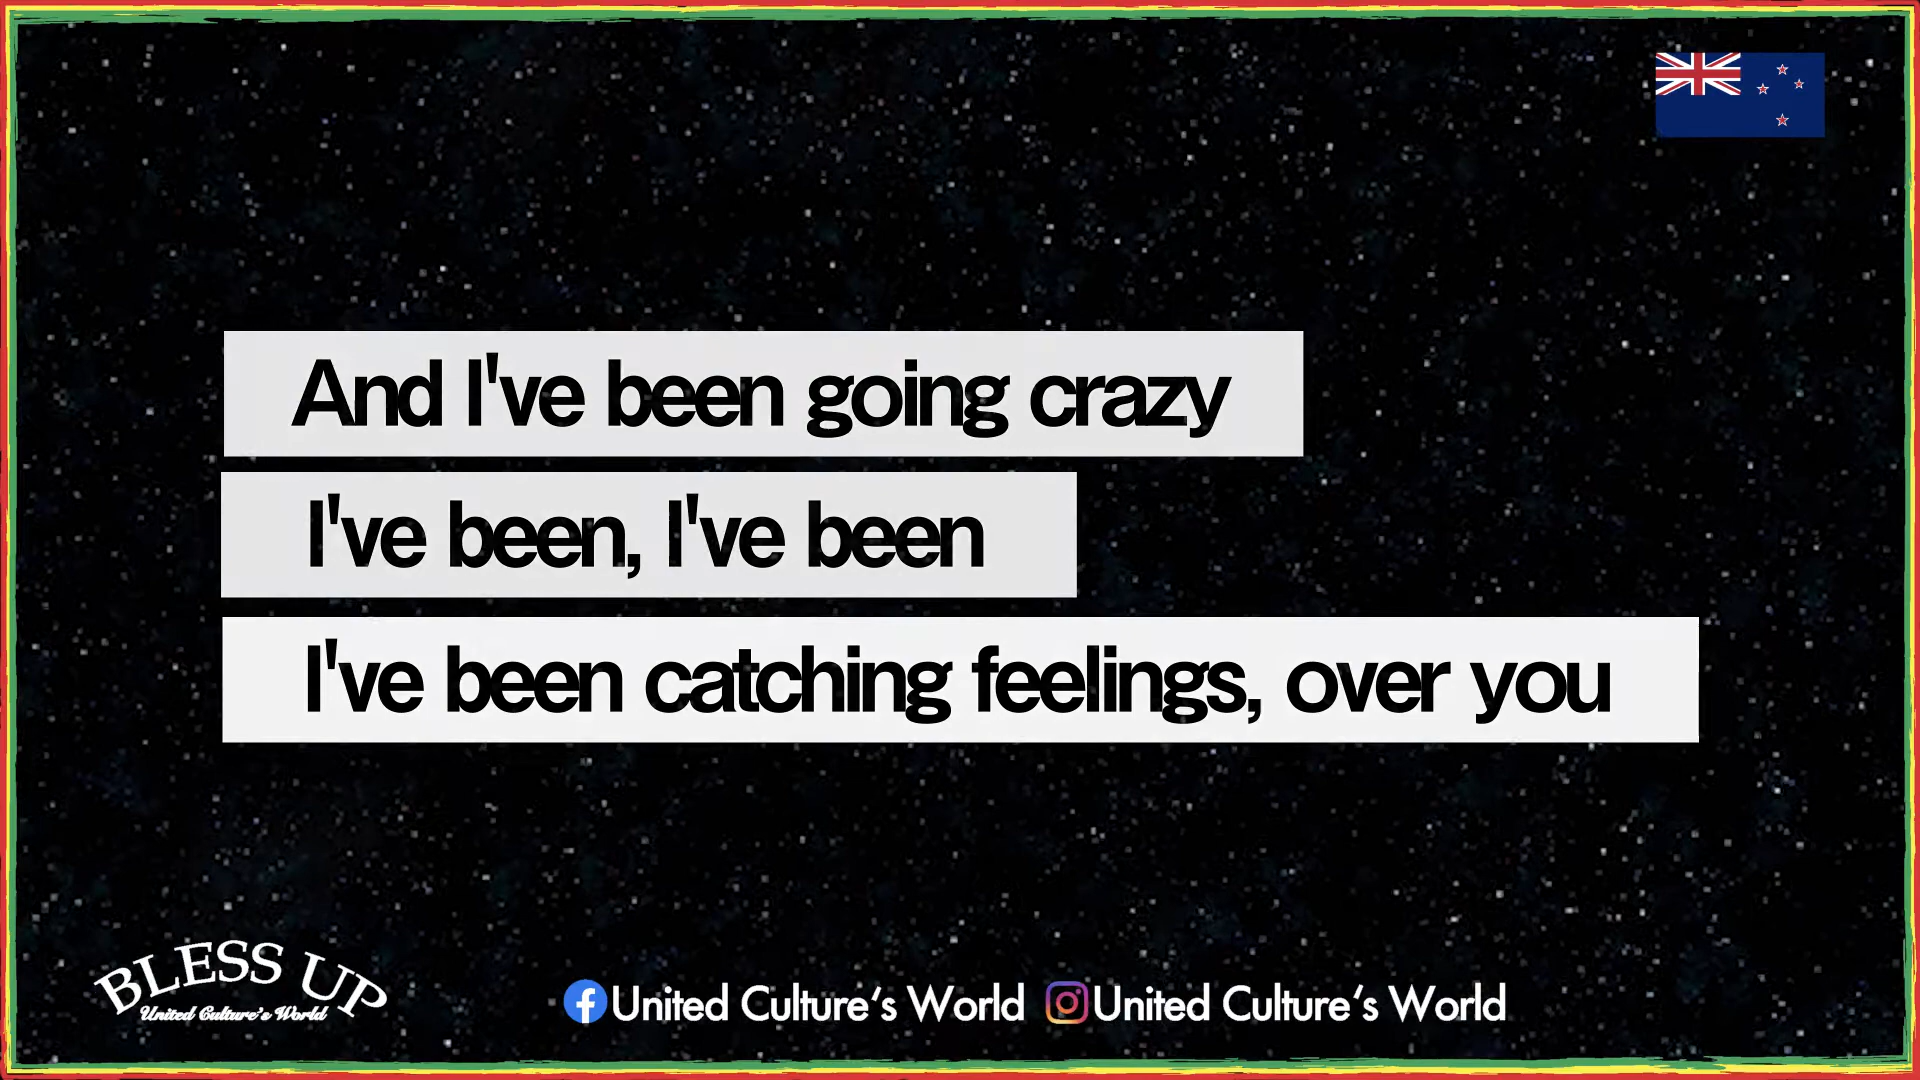 And I've been going crazy
I've been, I've been
I've been catching feelings, over you
BLESS UP
United Culture's World
United Culture's World United Culture's World